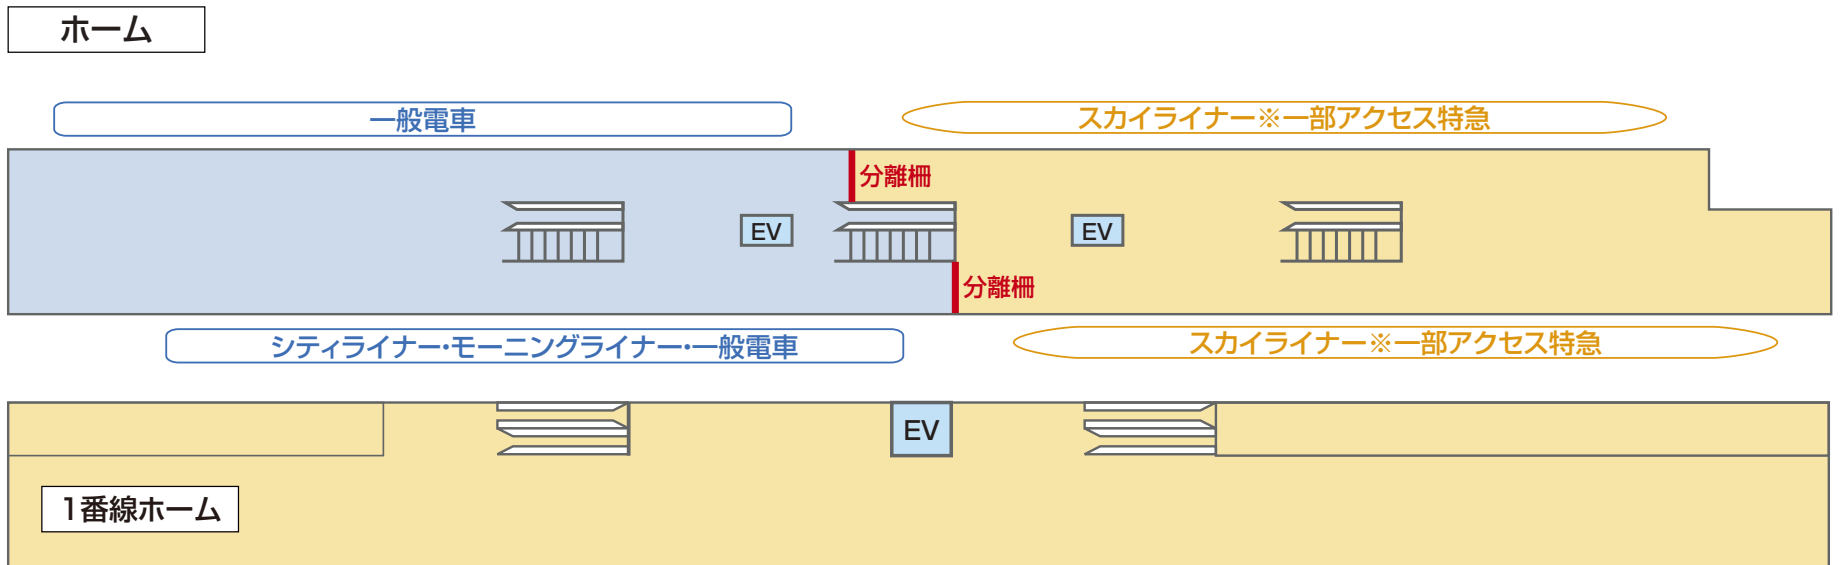 ホーム
一般電車
スカイライナー※一部アクセス特急
分離柵
EV
EV
分離柵
シティライナー・モーニングライナー・一般電車
スカイライナー※一部アクセス特急
EV
1番線ホーム